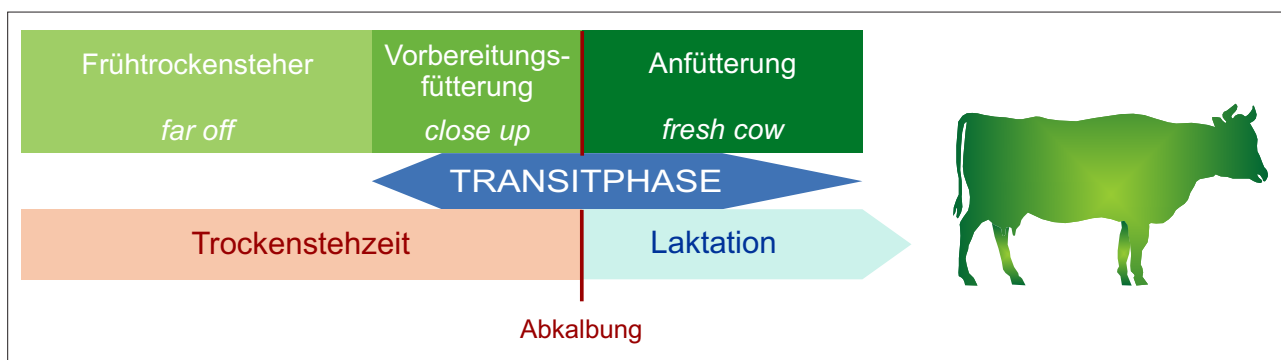 Frühtrockensteher
far off
Vorbereitungs-
fütterung
close up
Anfütterung
fresh cow
TRANSITPHASE
Trockenstehzeit
Laktation
Abkalbung